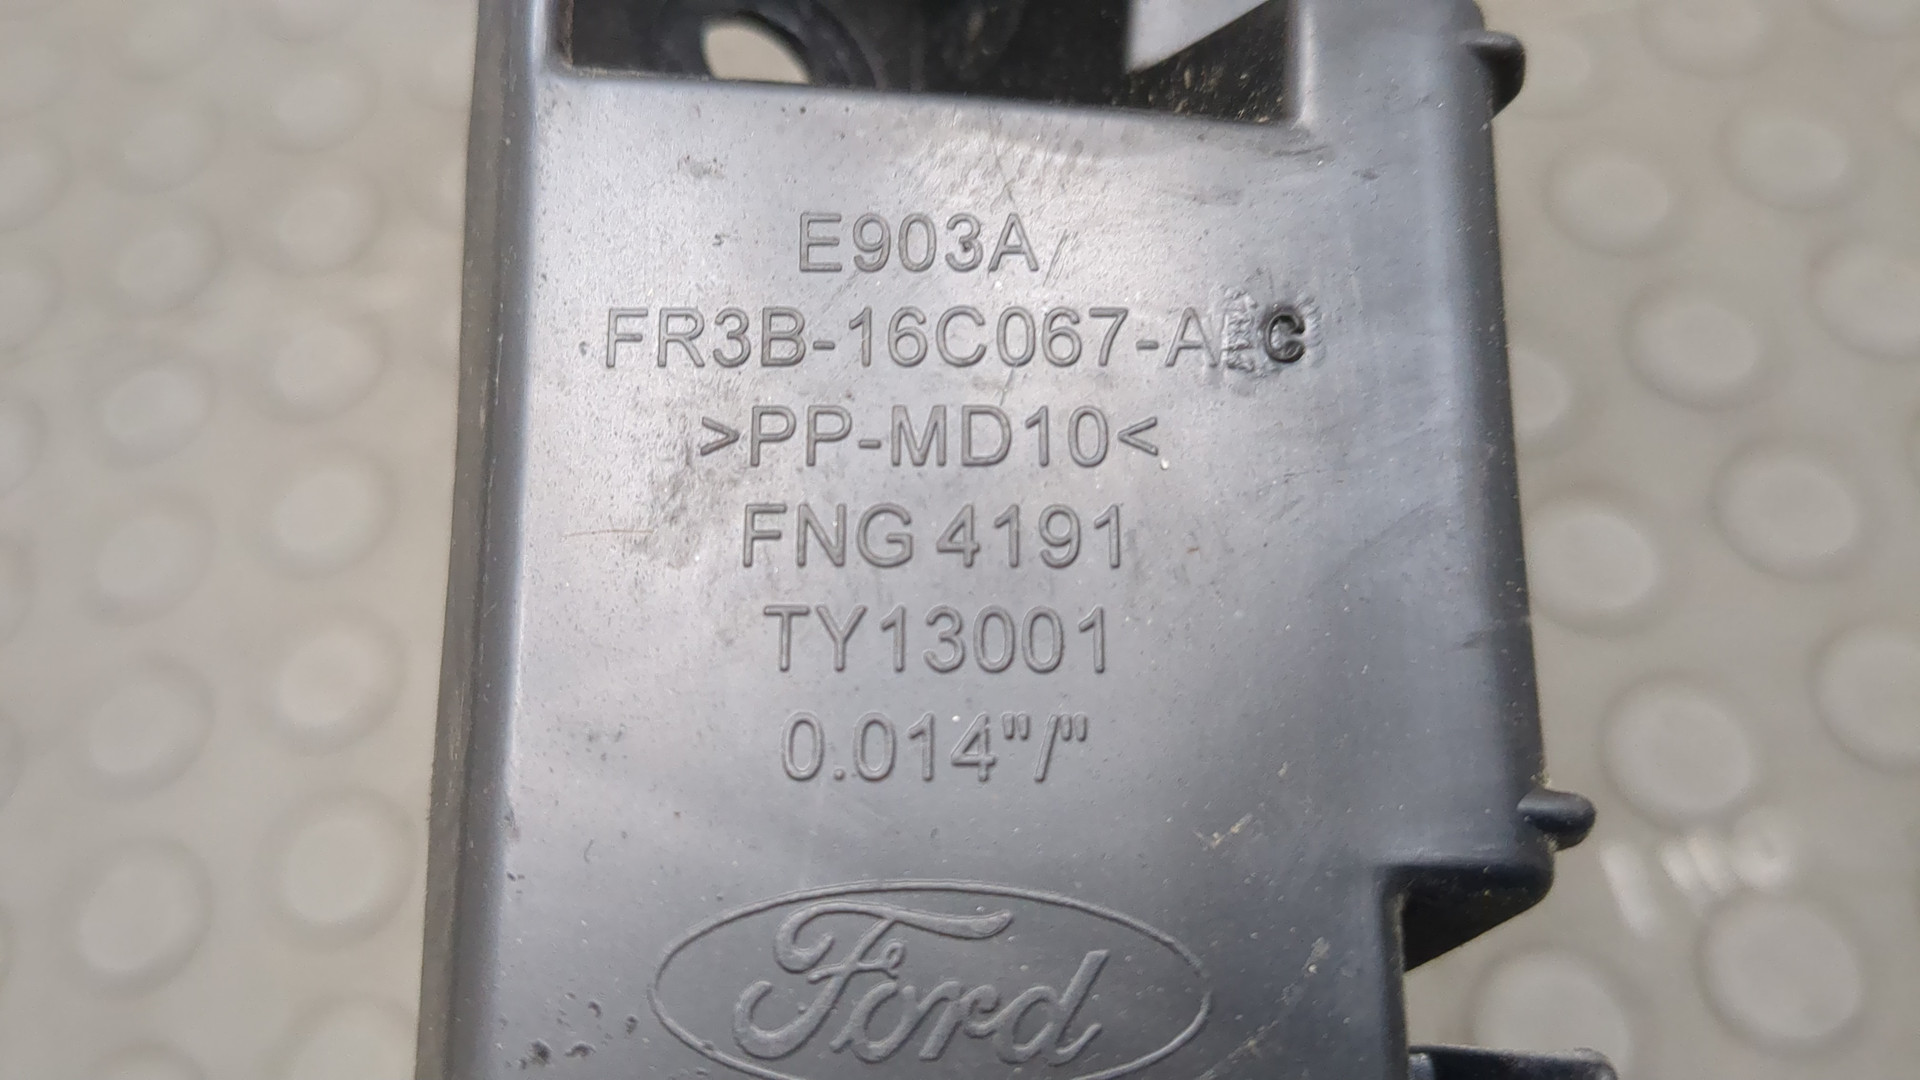 E903A
FR3B-16C067-A C
>PP-MD10<
FNG 4191
TY13001
0.014"/"
Ford